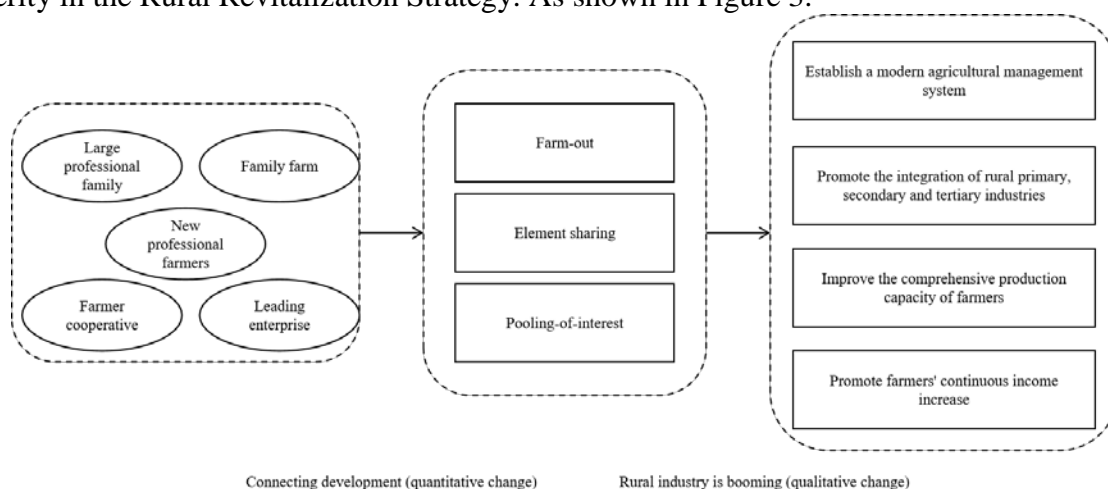 erity in the Rural Revitalization Strategy. As shown in Figure 3.
Large
professional
family
Family farm
New
professional
farmers
Farmer
cooperative
Leading
enterprise
Farm-out
Element sharing
Pooling-of-interest
Establish a modern agricultural management
system
Promote the integration of rural primary,
secondary and tertiary industries
Improve the comprehensive production
capacity of farmers
Promote farmers' continuous income
increase
Connecting development (quantitative change)
Rural industry is booming (qualitative change)